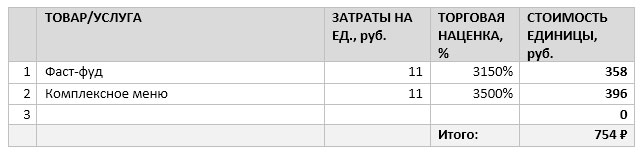 ТОВАР/УСЛУГА ЗАТРАТЫ НА ЕД., руб. ТОРГОВАЯ НАЦЕНКА, % СТОИМОСТЬ ЕДИНИЦЫ, руб.
1 Фаст-фуд 11 3150% 358
2 Комплексное меню 11 3500% 396
3 0
Итого: 754 ₽